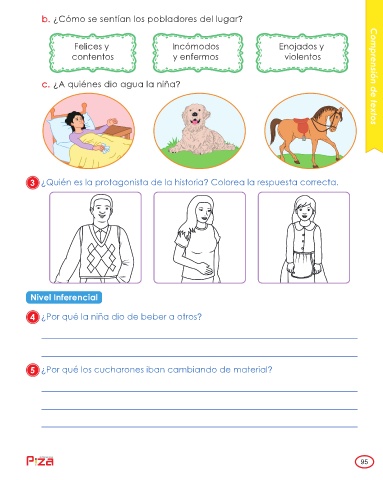 b. ¿Cómo se sentían los pobladores del lugar?
Felices y
contentos
Incómodos
y enfermos
Enojados y
violentos
Comprensión de textos
c. ¿A quiénes dio agua la niña?
3 ¿Quién es la protagonista de la historia? Colorea la respuesta correcta.
Nivel Inferencial
4 ¿Por qué la niña dio de beber a otros?
5 ¿Por qué los cucharones iban cambiando de material?
95